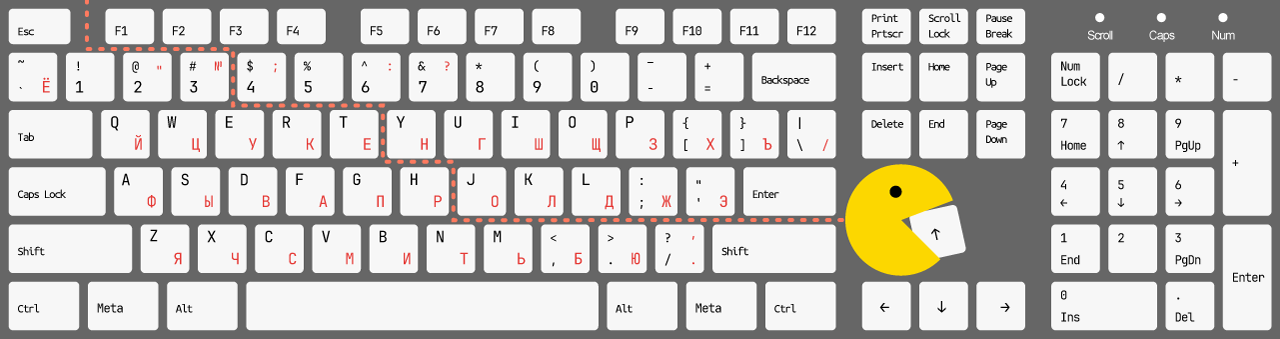 Esc F1 F2 F3 F4 F5 F6 F7 F8 F9 F10 F11 F12 Print Prtscr Scroll Lock Pause Break Scroll Caps Num
~ ` Ё ! 1 @ " 2 # № 3 $ ; 4 % 5 ^ : 6 & ? 7 * 8 ( 9 ) 0 _ - + = Backspace Insert Home Page Up Num Lock / * -
Tab Q Й W Ц E У R К T Е Y Н U Г I Ш O Щ P З { [ Х } ] Ъ | \ / Delete End Page Down 7 Home 8 ↑ 9 PgUp +
Caps Lock A Ф S Ы D В F А G П H Р J О K Л L Д : ; Ж " ' Э Enter ↑ 4 ← 5 ↓ 6 →
Shift Z Я X Ч C С V М B И N Т M Ь < , Б > . Ю ? , / . Shift 1 End 2 3 PgDn Enter
Ctrl Meta Alt Alt Meta Ctrl ← ↓ → 0 Ins . Del